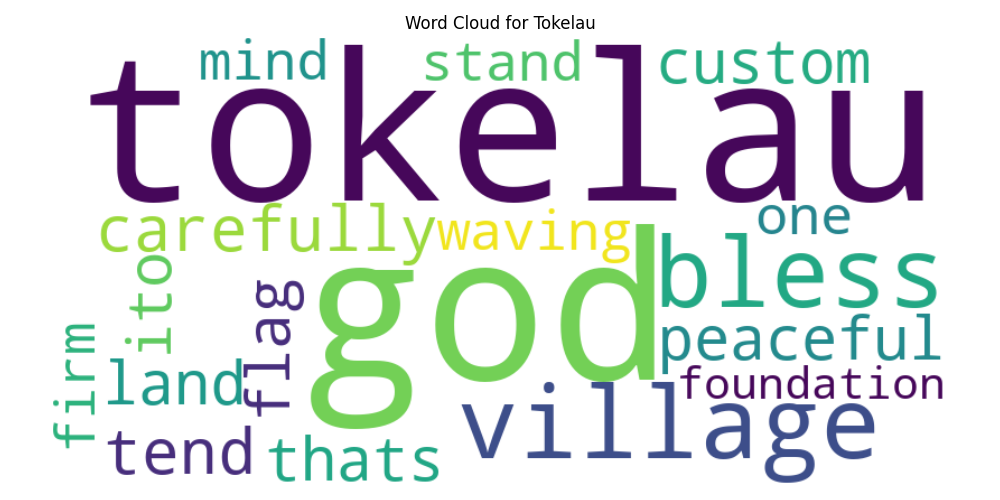 Word Cloud for Tokelau
mind stand custom
tokelau
carefully waving one
ito god bless
flag peaceful
firm land foundation
village
tend thats